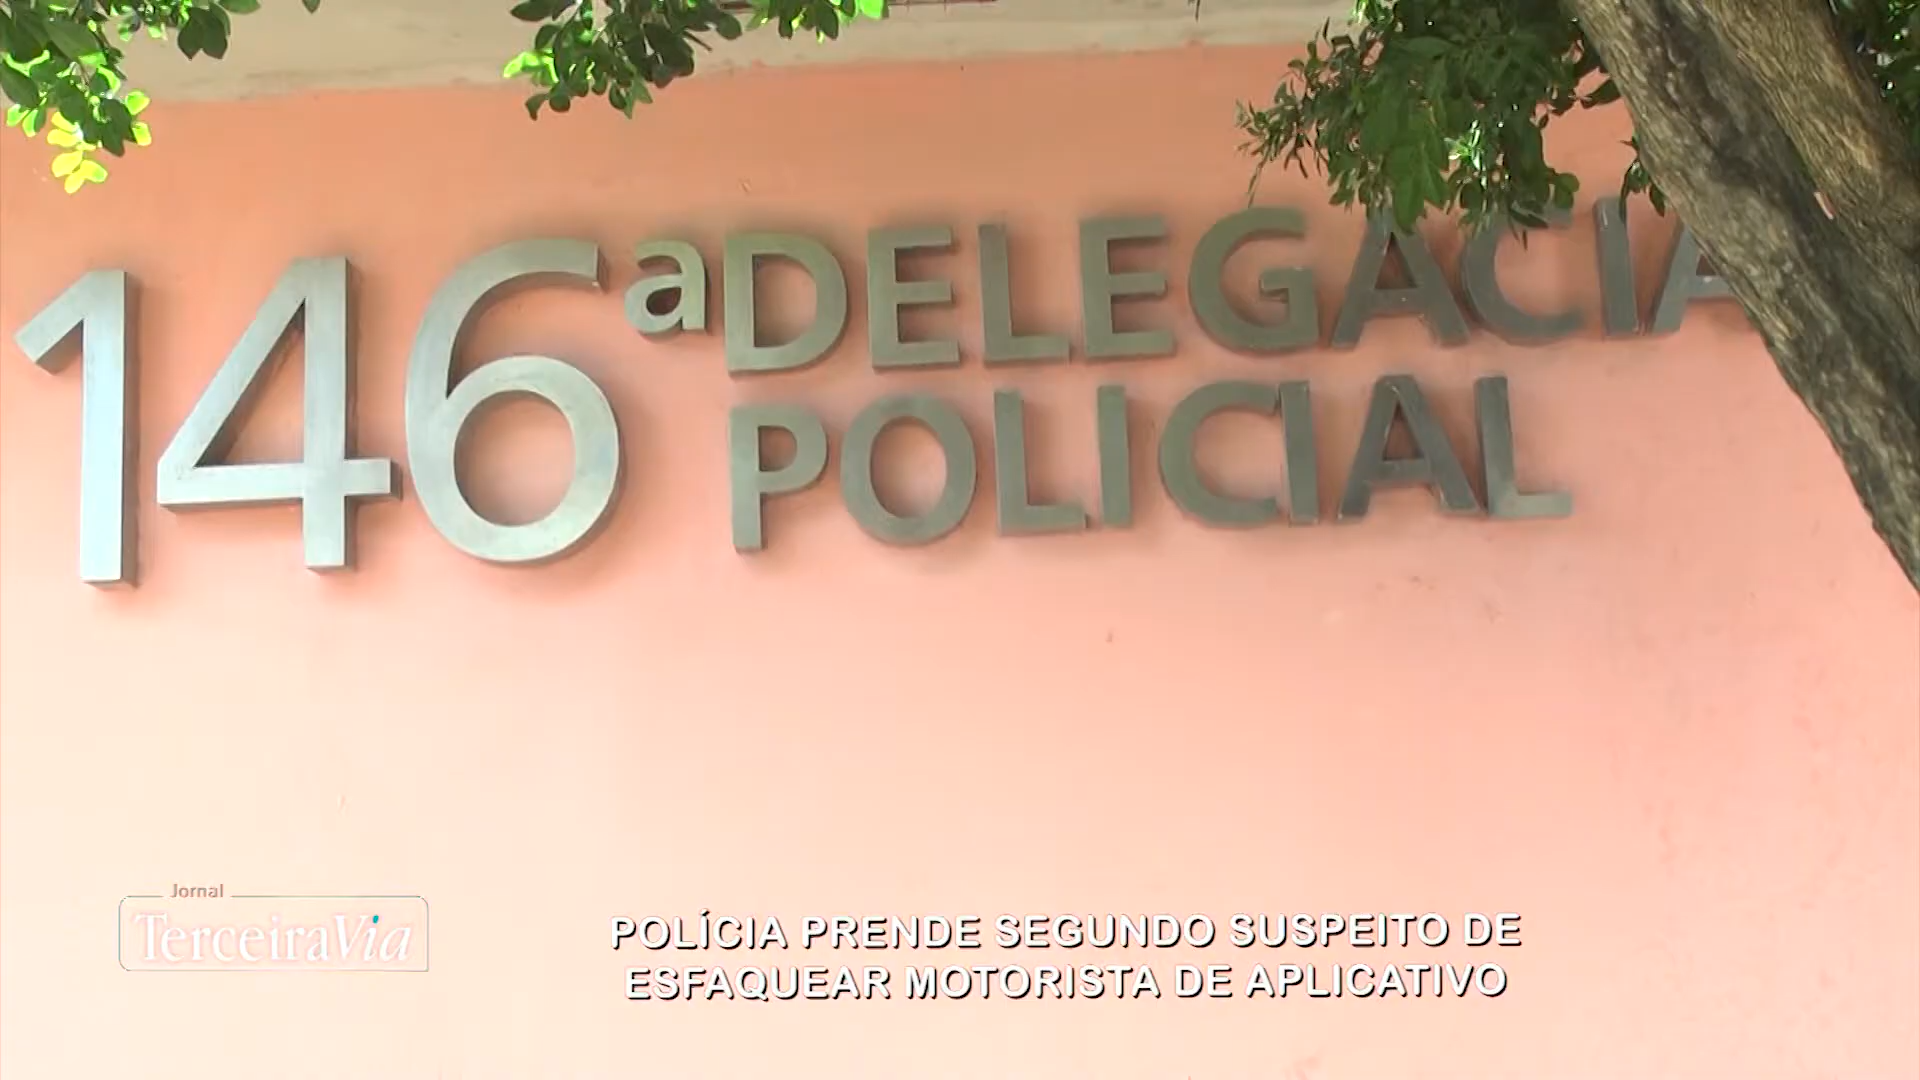 146ª DELEGACIA
POLICIAL
Jornal
TerceiraVia
POLÍCIA PRENDE SEGUNDO SUSPEITO DE
ESFAQUEAR MOTORISTA DE APLICATIVO